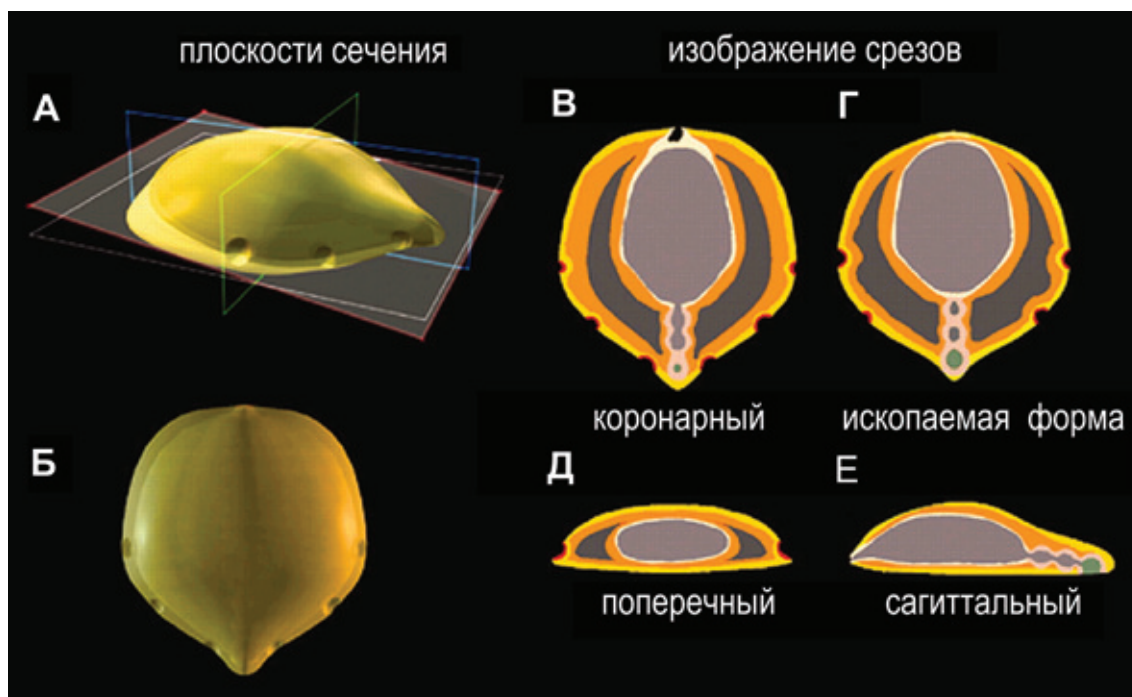 плоскости сечения
изображение срезов
А
В
Г
коронарный
ископаемая форма
Б
Д
Е
поперечный
сагиттальный